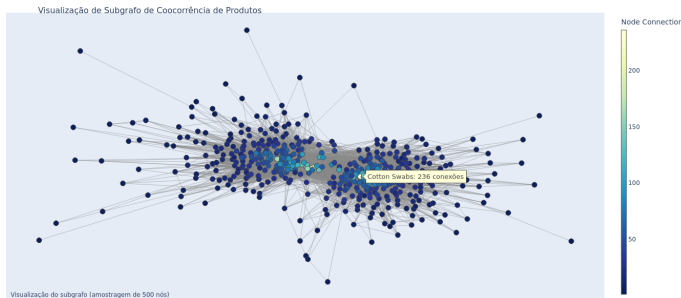 Visualização de Subgrafo de Coocorrência de Produtos
Node Connection
200
150
100
50
Cotton Swabs: 236 conexões
Visualização do subgrafo (amostragem de 500 nós)